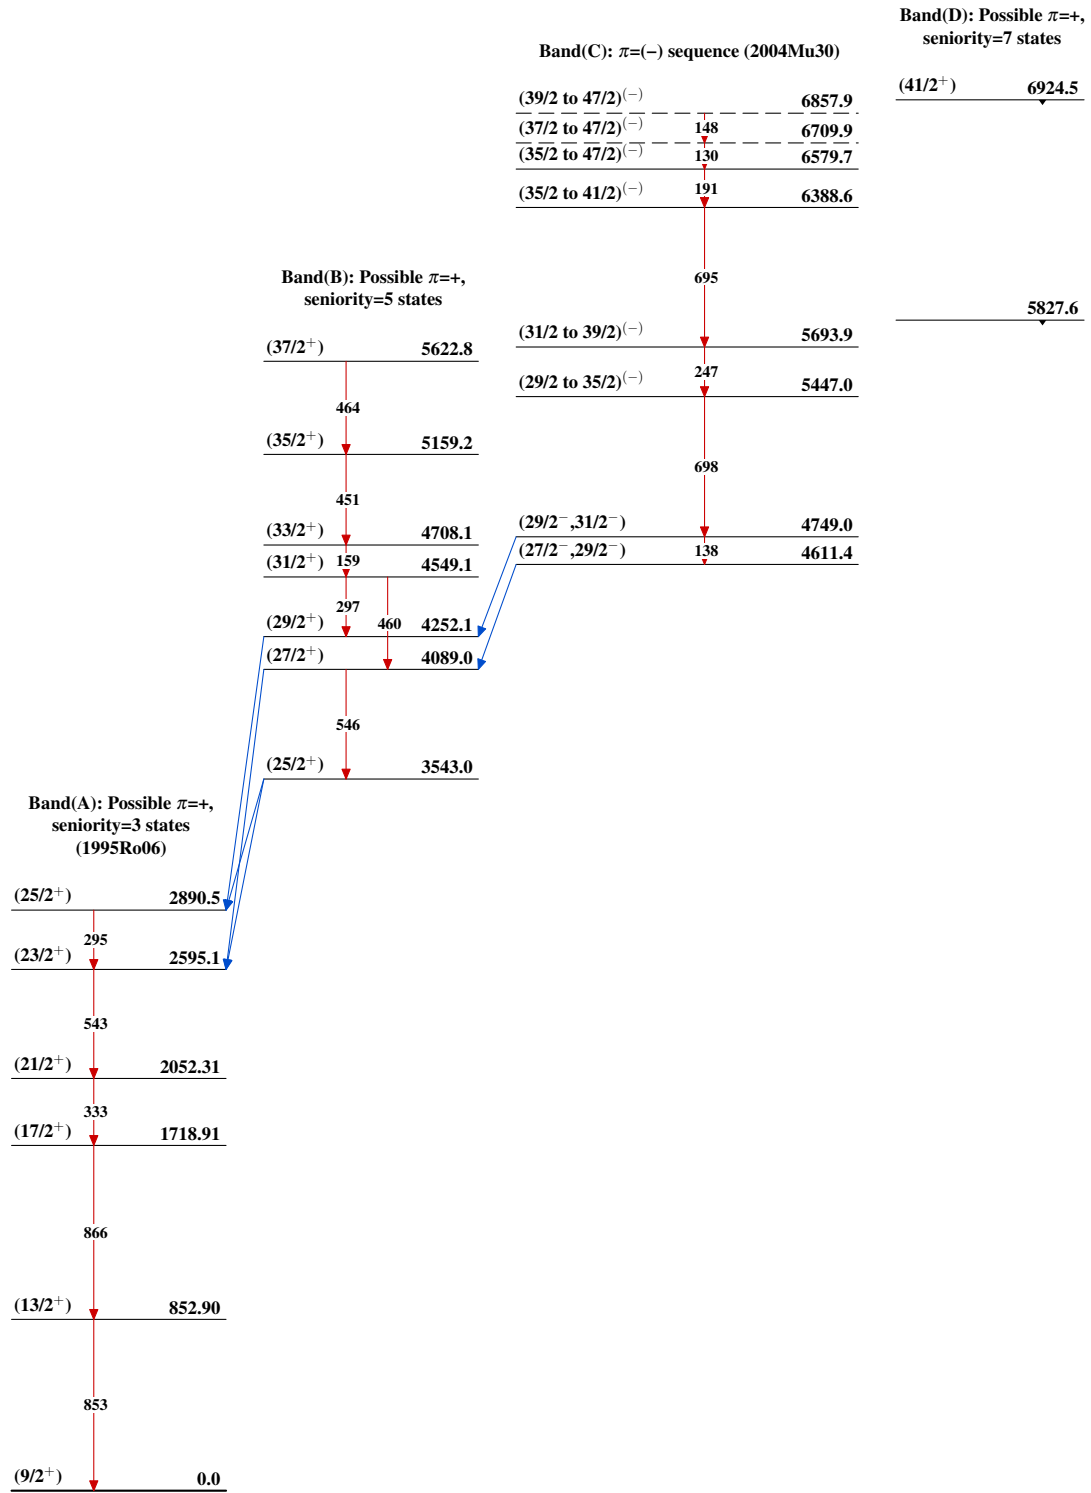 Band(D): Possible π=+,
seniority=7 states
(41/2⁺) 6924.5
5827.6
Band(C): π=(−) sequence (2004Mu30)
(39/2 to 47/2)⁽⁻⁾ 6857.9
148
(37/2 to 47/2)⁽⁻⁾ 6709.9
130
(35/2 to 47/2)⁽⁻⁾ 6579.7
191
(35/2 to 41/2)⁽⁻⁾ 6388.6
695
(31/2 to 39/2)⁽⁻⁾ 5693.9
247
(29/2 to 35/2)⁽⁻⁾ 5447.0
698
(29/2⁻,31/2⁻) 4749.0
138
(27/2⁻,29/2⁻) 4611.4
Band(B): Possible π=+,
seniority=5 states
(37/2⁺) 5622.8
464
(35/2⁺) 5159.2
451
(33/2⁺) 4708.1
159
(31/2⁺) 4549.1
297
460
(29/2⁺) 4252.1
(27/2⁺) 4089.0
546
(25/2⁺) 3543.0
Band(A): Possible π=+,
seniority=3 states
(1995Ro06)
(25/2⁺) 2890.5
295
(23/2⁺) 2595.1
543
(21/2⁺) 2052.31
333
(17/2⁺) 1718.91
866
(13/2⁺) 852.90
853
(9/2⁺) 0.0